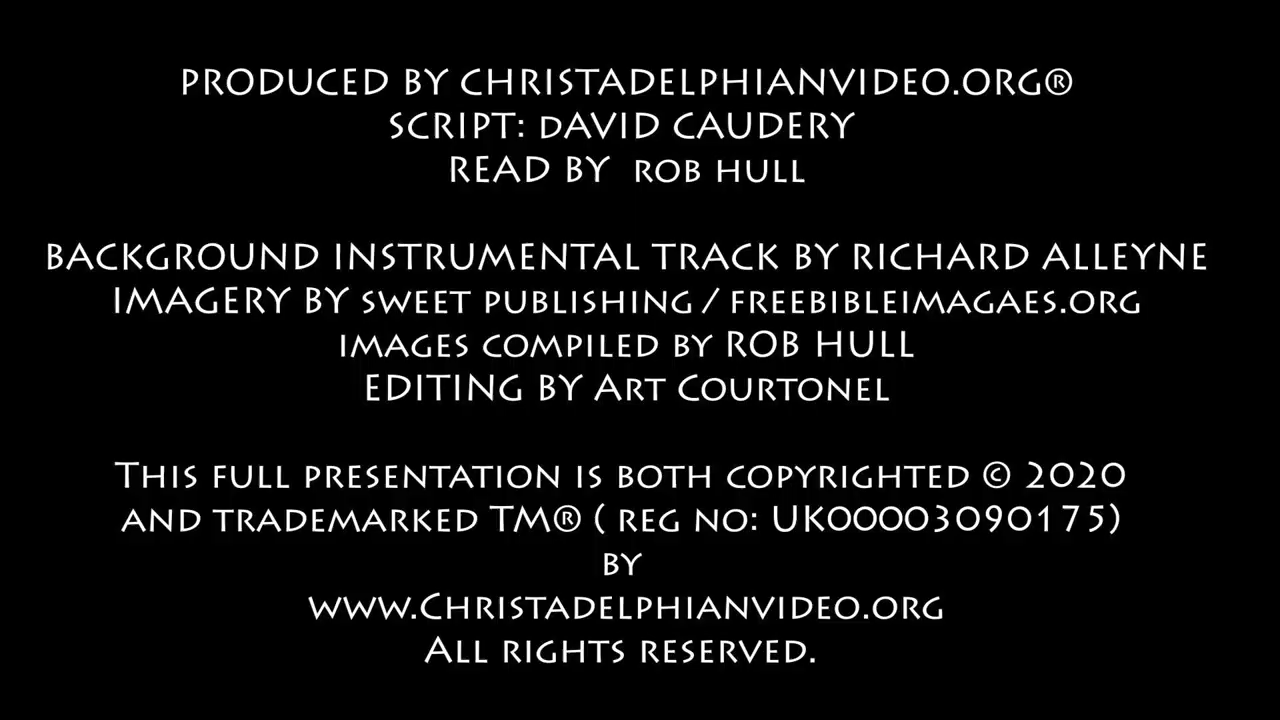 PRODUCED BY CHRISTADELPHIANVIDEO.ORG®
SCRIPT: DAVID CAUDERY
READ BY ROB HULL
BACKGROUND INSTRUMENTAL TRACK BY RICHARD ALLEYNE
IMAGERY BY SWEET PUBLISHING / FREEBIBLEIMAGAES.ORG
IMAGES COMPILED BY ROB HULL
EDITING BY ART COURTONEL
THIS FULL PRESENTATION IS BOTH COPYRIGHTED © 2020
AND TRADEMARKED TM® ( REG NO: UK00003090175)
BY
WWW.CHRISTADELPHIANVIDEO.ORG
ALL RIGHTS RESERVED.